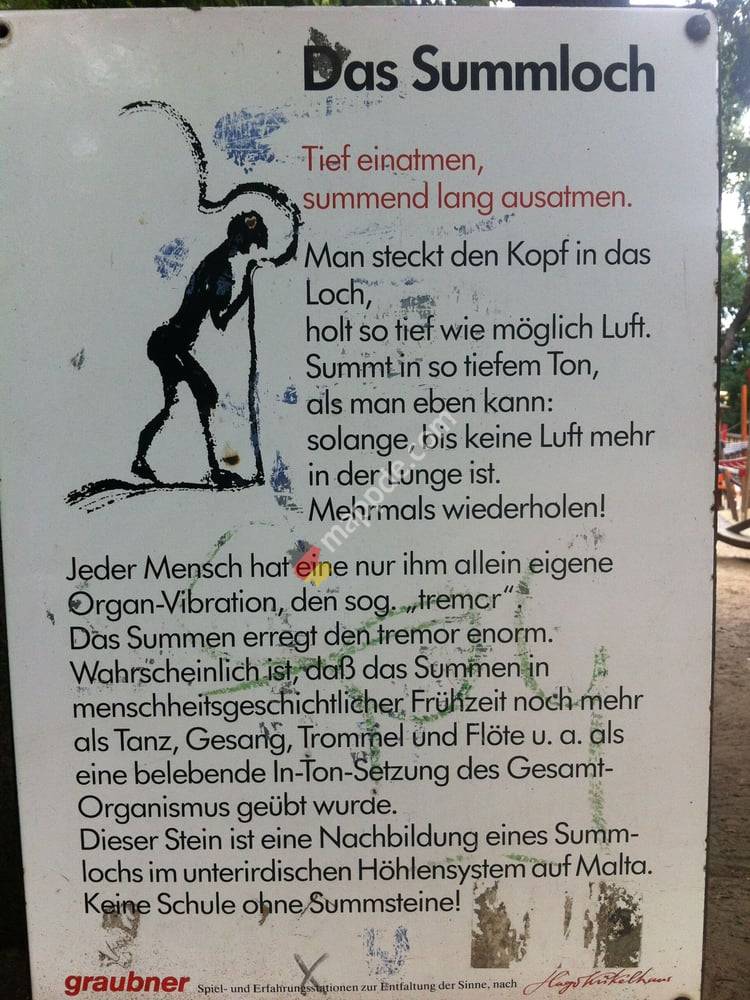 Das Summloch
Tief einatmen,
summend lang ausatmen.
Man steckt den Kopf in das
Loch,
holt so tief wie möglich Luft.
Summt in so tiefem Ton,
als man eben kann:
solange, bis keine Luft mehr
in der Lunge ist.
Mehrmals wiederholen!
mapode.com
Jeder Mensch hat eine nur ihm allein eigene
Organ-Vibration, den sog. „tremor“.
Das Summen erregt den tremor enorm.
Wahrscheinlich ist, daß das Summen in
menschheitsgeschichtlicher Frühzeit noch mehr
als Tanz, Gesang, Trommel und Flöte u. a. als
eine belebende In-Ton-Setzung des Gesamt-
Organismus geübt wurde.
Dieser Stein ist eine Nachbildung eines Summ-
lochs im unterirdischen Höhlensystem auf Malta.
Keine Schule ohne Summsteine!
graubner Spiel- und Erfahrungsstationen zur Entfaltung der Sinne, nach Hugo Kükelhaus